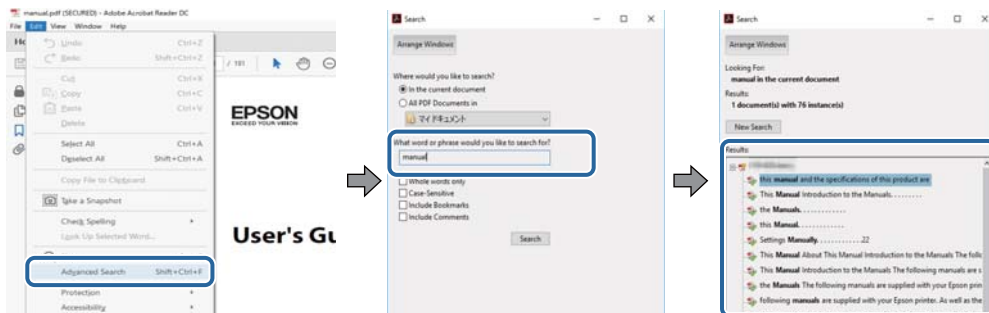 manual.pdf (SECURED) - Adobe Acrobat Reader DC
File Edit View Window Help
Undo Ctrl+Z
Redo Shift+Ctrl+Z
Cut Ctrl+X
Copy Ctrl+C
Paste Ctrl+V
Delete
Select All Ctrl+A
Deselect All Shift+Ctrl+A
Copy File to Clipboard
Take a Snapshot
Check Spelling
Look Up Selected Word...
Advanced Search Shift+Ctrl+F
Protection
Accessibility
/ 181
EPSON
EXCEED YOUR VISION
User's Gu
Search
Arrange Windows
Where would you like to search?
In the current document
All PDF Documents in
マイ ドキュメント
What word or phrase would you like to search for?
manual
Whole words only
Case-Sensitive
Include Bookmarks
Include Comments
Search
Search
Arrange Windows
Looking For:
manual in the current document
Results:
1 document(s) with 76 instance(s)
New Search
Results:
this manual and the specifications of this product are
This Manual Introduction to the Manuals. . . . . . . .
the Manuals. . . . . . . . . . . . .
this Manual. . . . . . . . . . . . .
Settings Manually. . . . . . . . . . . . 22
This Manual About This Manual Introduction to the Manuals The follo
This Manual Introduction to the Manuals The following manuals are s
the Manuals The following manuals are supplied with your Epson prin
following manuals are supplied with your Epson printer. As well as the